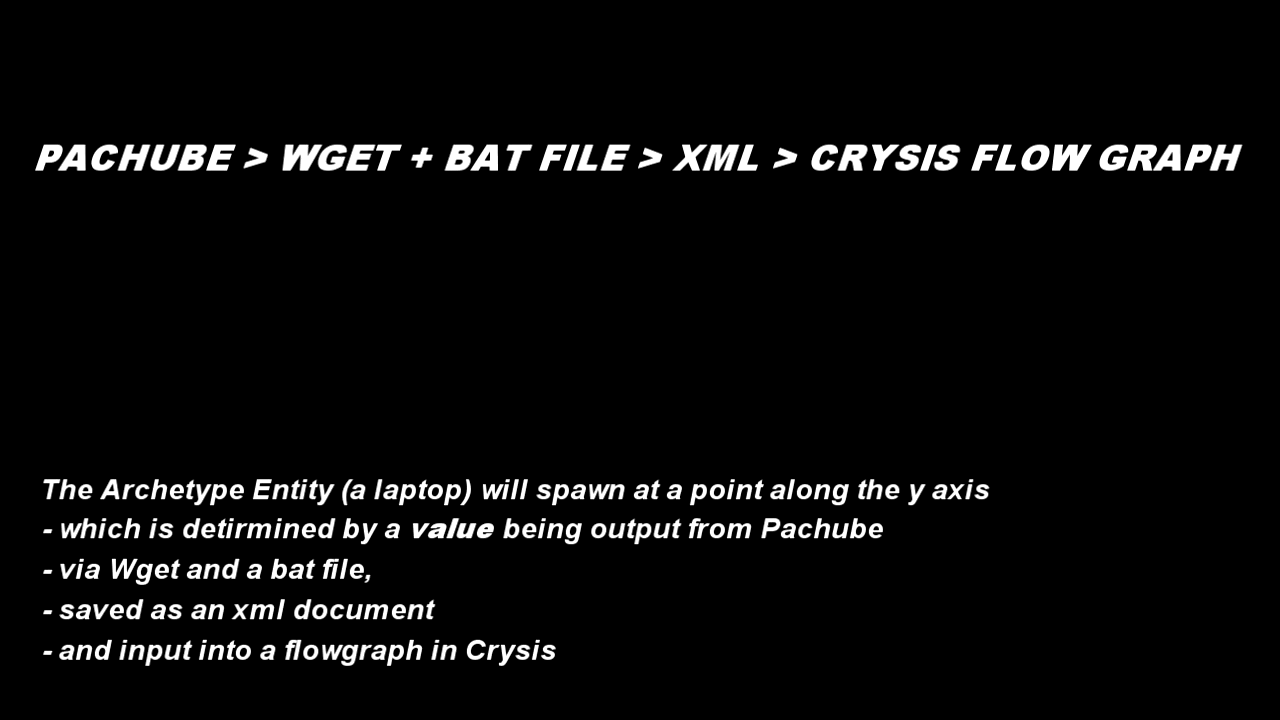 PACHUBE > WGET + BAT FILE > XML > CRYSIS FLOW GRAPH
The Archetype Entity (a laptop) will spawn at a point along the y axis
- which is detirmined by a value being output from Pachube
- via Wget and a bat file,
- saved as an xml document
- and input into a flowgraph in Crysis